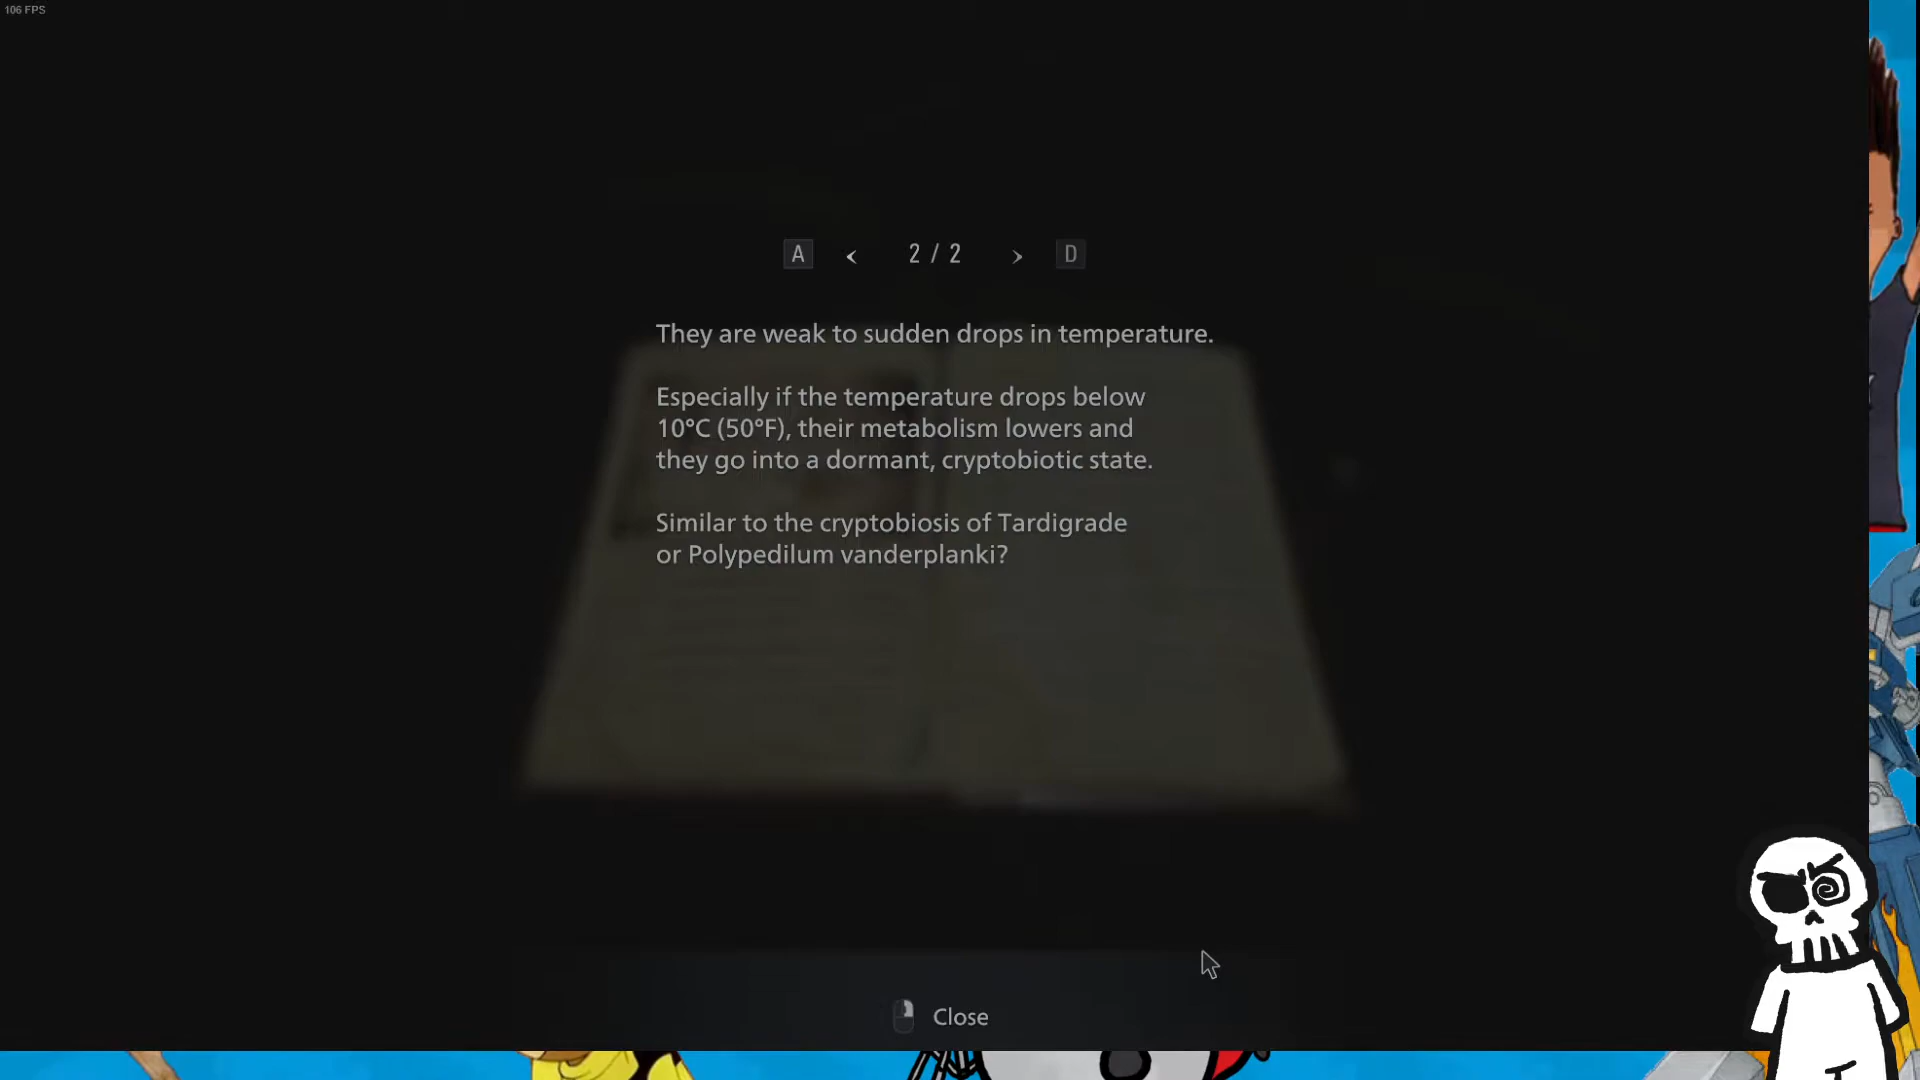 106 FPS
A < 2 / 2 > D
They are weak to sudden drops in temperature.
Especially if the temperature drops below
10°C (50°F), their metabolism lowers and
they go into a dormant, cryptobiotic state.
Similar to the cryptobiosis of Tardigrade
or Polypedilum vanderplanki?
Close